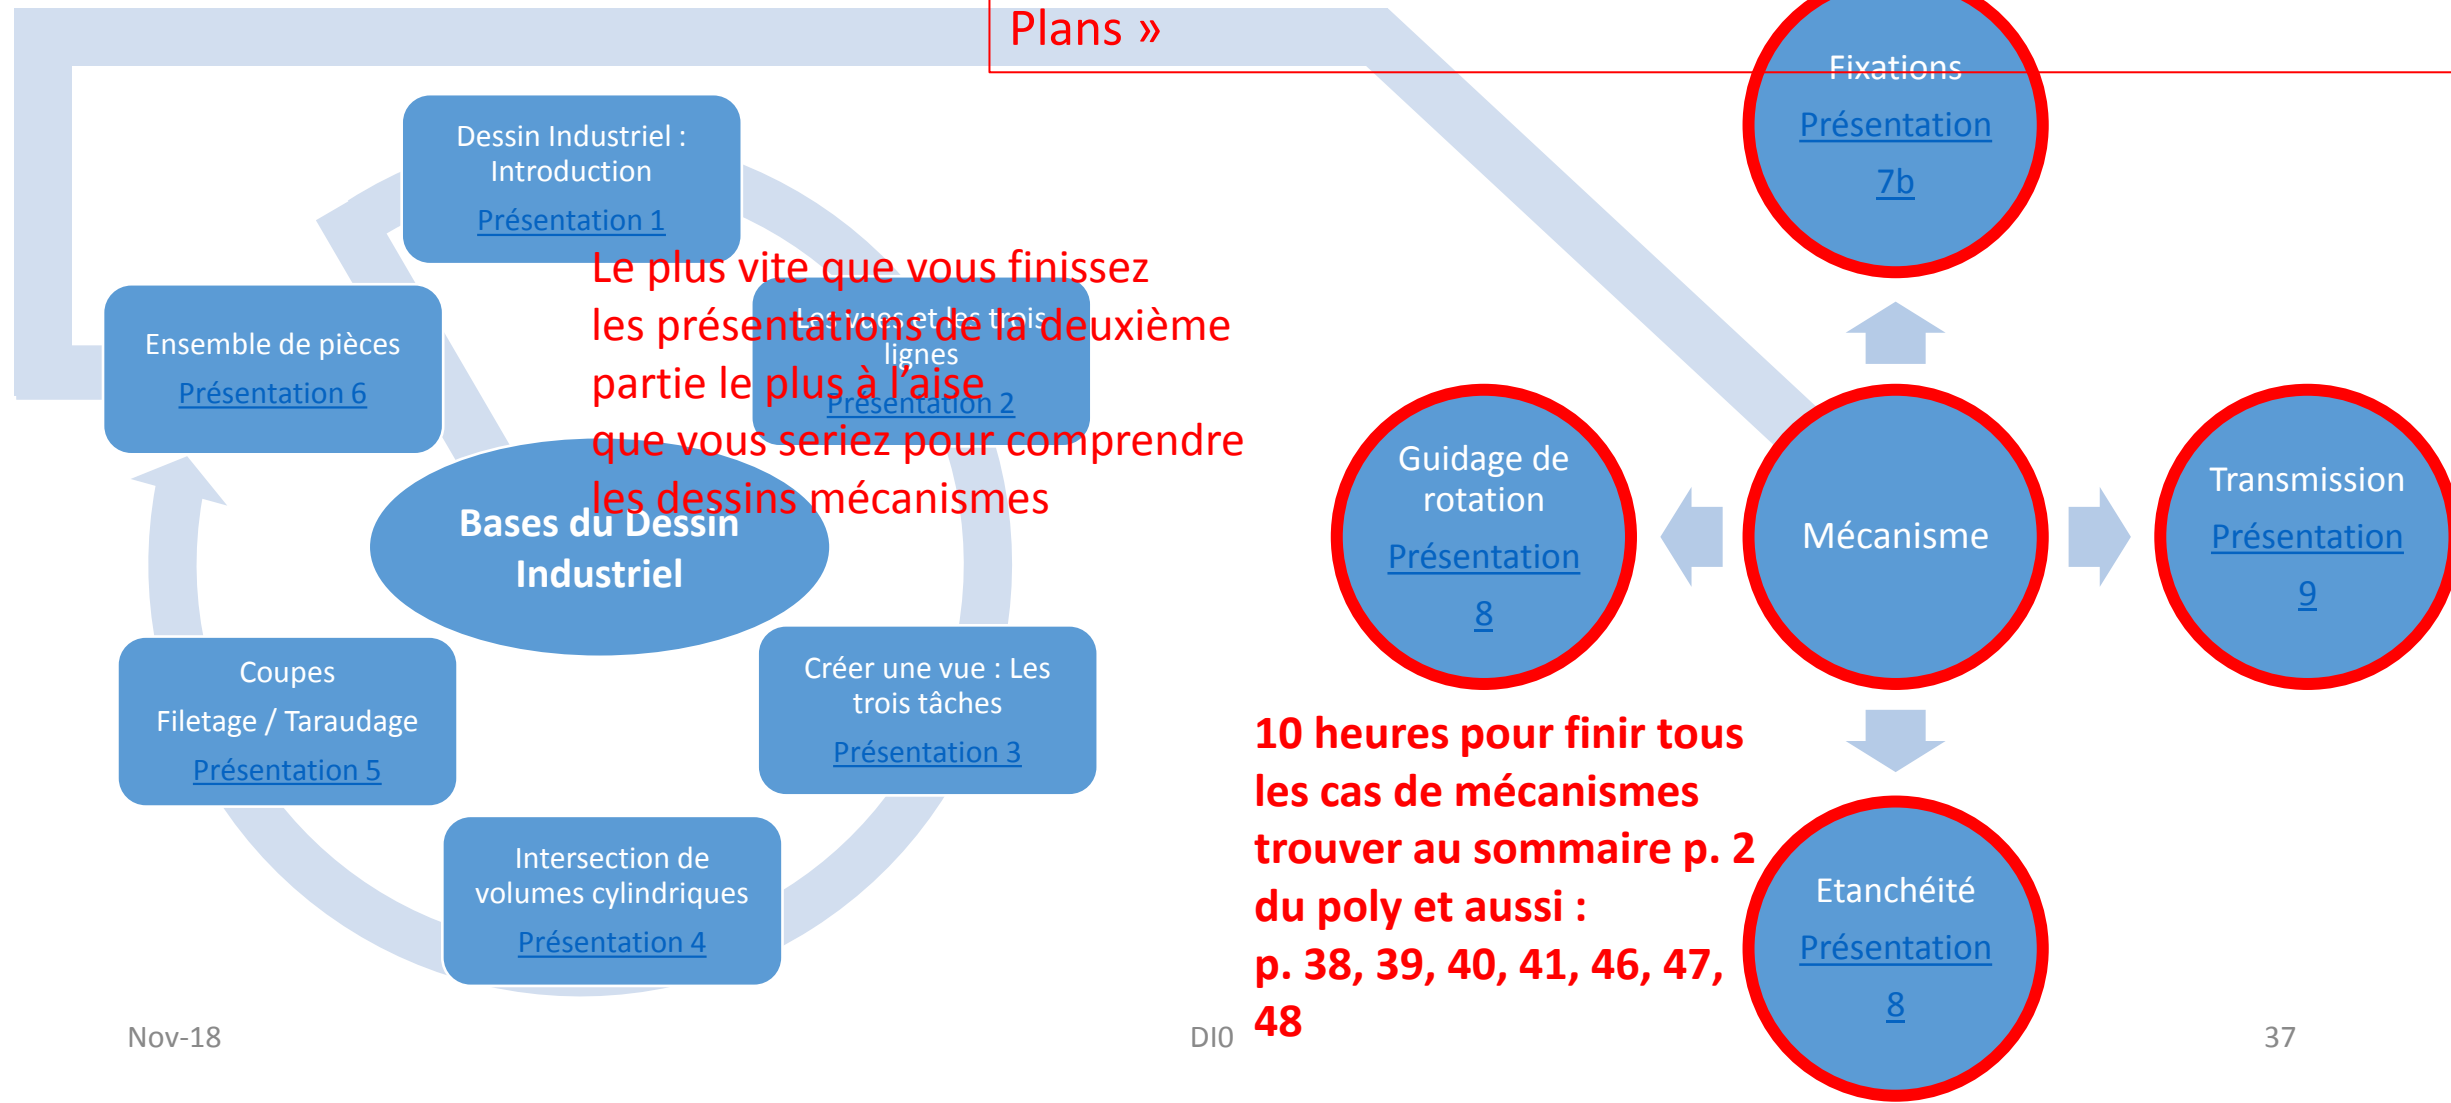 Plans »
Dessin Industriel :
Introduction
Présentation 1
Le plus vite que vous finissez
les présentations de la deuxième
partie le plus à l’aise
que vous seriez pour comprendre
les dessins mécanismes
Les vues et les trois
lignes
Présentation 2
Créer une vue : Les
trois tâches
Présentation 3
Intersection de
volumes cylindriques
Présentation 4
Coupes
Filetage / Taraudage
Présentation 5
Ensemble de pièces
Présentation 6
Bases du Dessin
Industriel
Fixations
Présentation
7b
Guidage de
rotation
Présentation
8
Mécanisme
Transmission
Présentation
9
Etanchéité
Présentation
8
10 heures pour finir tous
les cas de mécanismes
trouver au sommaire p. 2
du poly et aussi :
p. 38, 39, 40, 41, 46, 47,
48
Nov-18
DI0
37